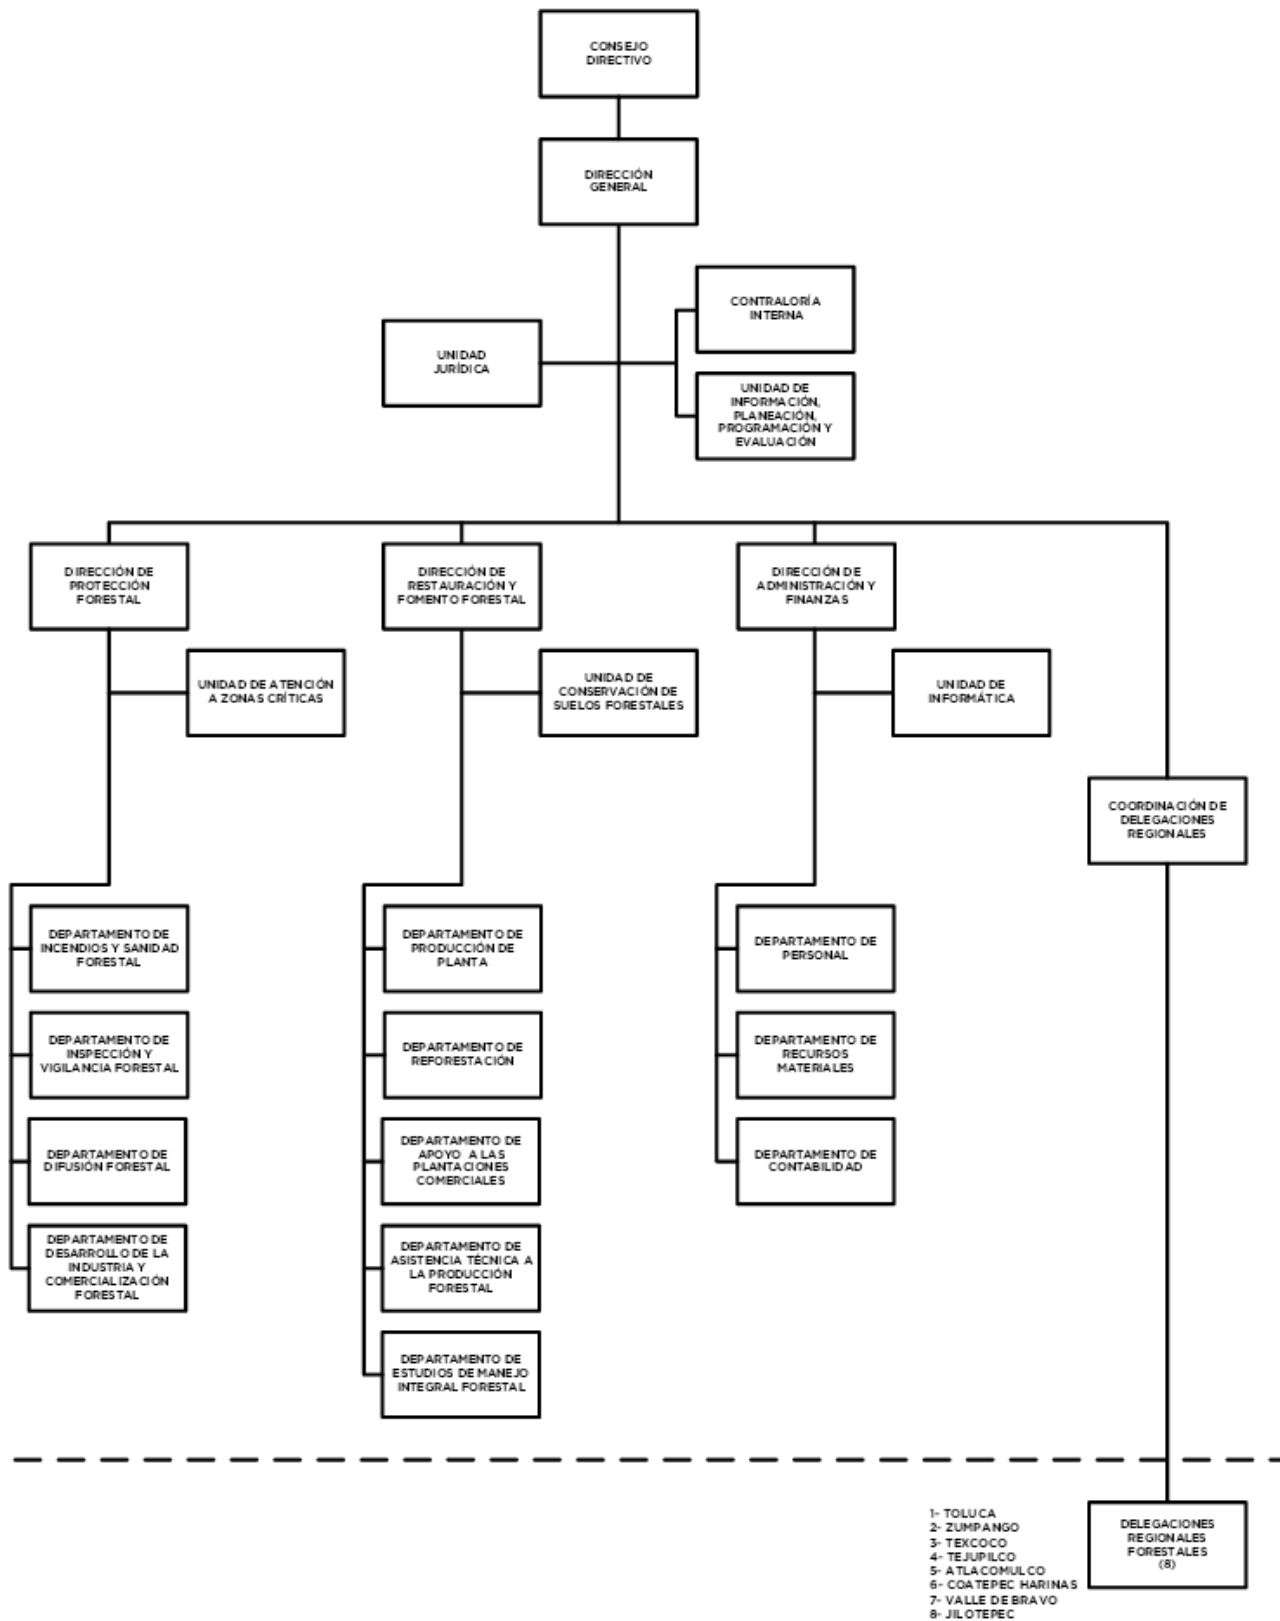 CONSEJO
DIRECTIVO
DIRECCIÓN
GENERAL
CONTRALORÍA
INTERNA
UNIDAD
JURÍDICA
UNIDAD DE
INFORMACIÓN,
PLANEACIÓN,
PROGRAMACIÓN Y
EVALUACIÓN
DIRECCIÓN DE
PROTECCIÓN
FORESTAL
DIRECCIÓN DE
RESTAURACIÓN Y
FOMENTO FORESTAL
DIRECCIÓN DE
ADMINISTRACIÓN Y
FINANZAS
UNIDAD DE ATENCIÓN
A ZONAS CRÍTICAS
UNIDAD DE
CONSERVACIÓN DE
SUELOS FORESTALES
UNIDAD DE
INFORMÁTICA
COORDINACIÓN DE
DELEGACIONES
REGIONALES
DEPARTAMENTO DE
INCENDIOS Y SANIDAD
FORESTAL
DEPARTAMENTO DE
PRODUCCIÓN DE
PLANTA
DEPARTAMENTO DE
PERSONAL
DEPARTAMENTO DE
INSPECCIÓN Y
VIGILANCIA FORESTAL
DEPARTAMENTO DE
REFORESTACIÓN
DEPARTAMENTO DE
RECURSOS
MATERIALES
DEPARTAMENTO DE
DIFUSIÓN FORESTAL
DEPARTAMENTO DE
APOYO A LAS
PLANTACIONES
COMERCIALES
DEPARTAMENTO DE
CONTABILIDAD
DEPARTAMENTO DE
DESARROLLO DE LA
INDUSTRIA Y
COMERCIALIZACIÓN
FORESTAL
DEPARTAMENTO DE
ASISTENCIA TÉCNICA A
LA PRODUCCIÓN
FORESTAL
DEPARTAMENTO DE
ESTUDIOS DE MANEJO
INTEGRAL FORESTAL
1- TOLUCA
2- ZUMPANGO
3- TEXCOCO
4- TEJUPILCO
5- ATLACOMULCO
6- COATEPEC HARINAS
7- VALLE DE BRAVO
8- JILOTEPEC
DELEGACIONES
REGIONALES
FORESTALES
(8)